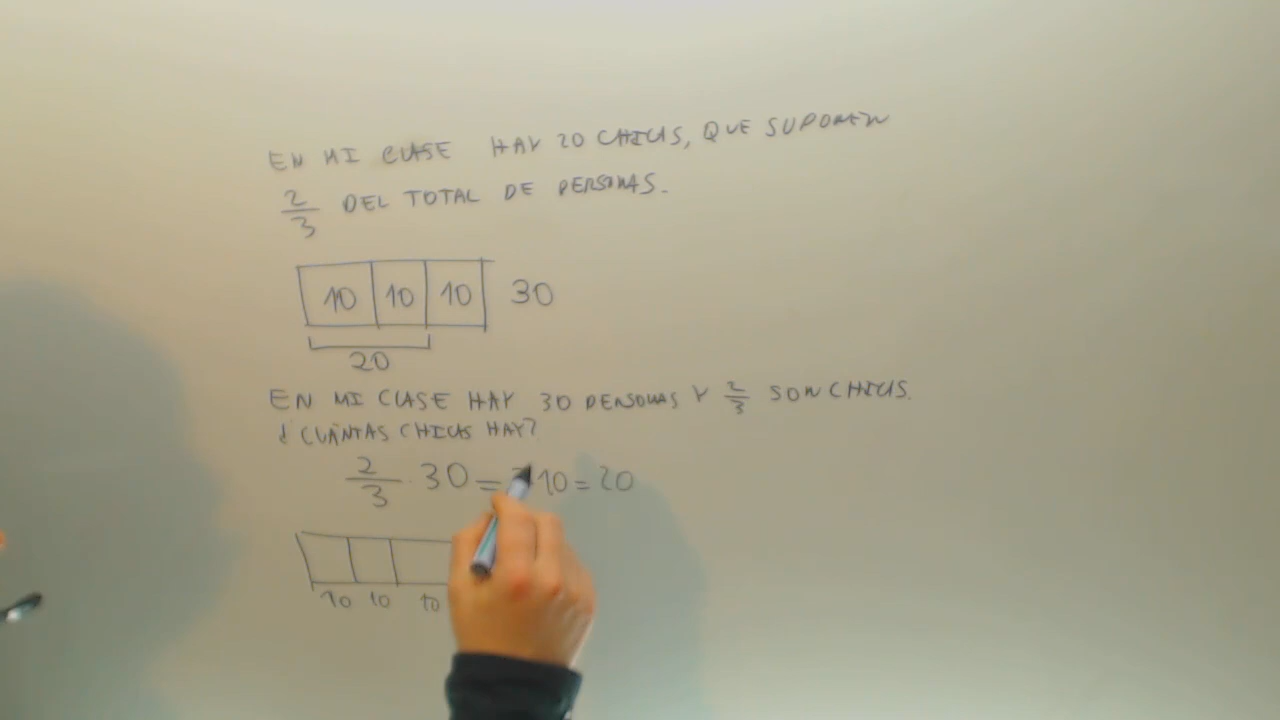 EN MI CLASE HAY 20 CHICAS, QUE SUPONEN
2/3 DEL TOTAL DE PERSONAS.
10 10 10 30
20
EN MI CLASE HAY 30 PERSONAS Y 2/3 SON CHICAS.
¿CUÁNTAS CHICAS HAY?
2/3 · 30 = 10 = 20
10 10 10